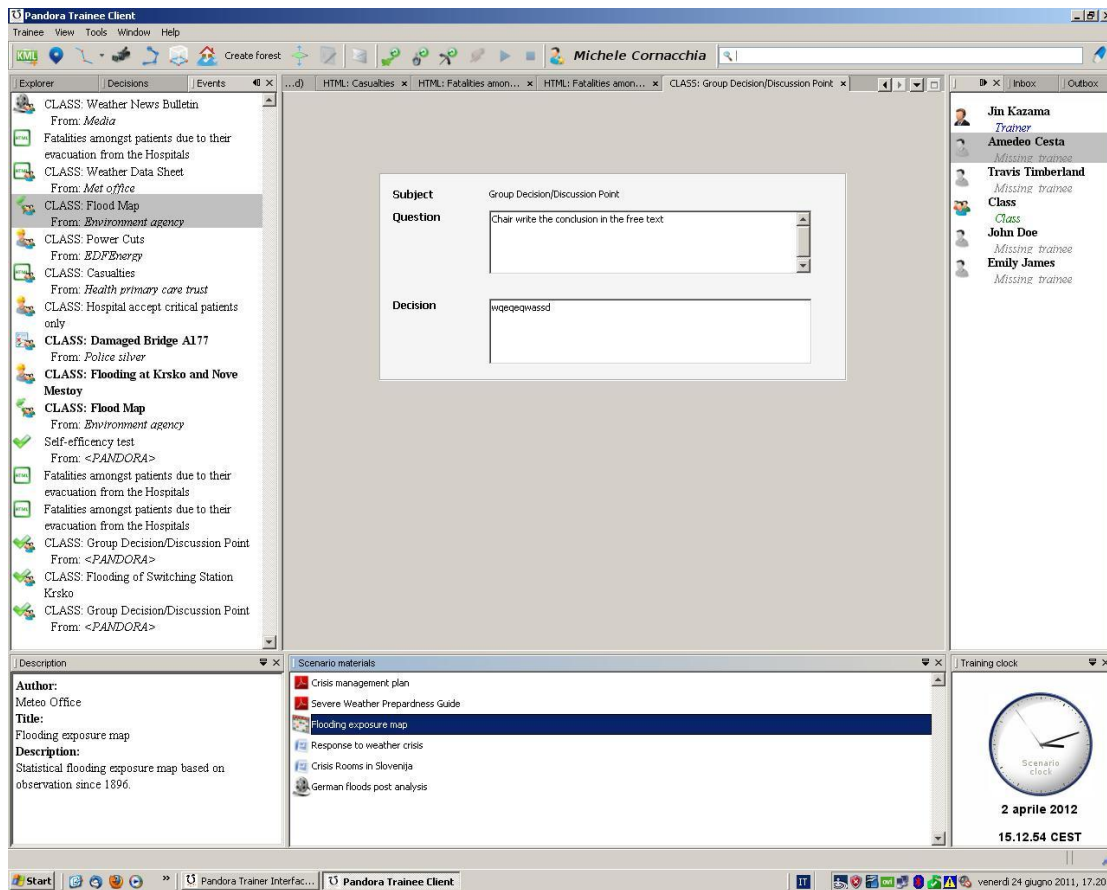 Pandora Trainee Client
Trainee View Tools Window Help
KML
Create forest
Michele Cornacchia
Explorer Decisions Events
...d) HTML: Casualties HTML: Fatalities amon... HTML: Fatalities amon... CLASS: Group Decision/Discussion Point
Inbox Outbox
CLASS: Weather News Bulletin
From: Media
Fatalities amongst patients due to their
evacuation from the Hospitals
CLASS: Weather Data Sheet
From: Met office
CLASS: Flood Map
From: Environment agency
CLASS: Power Cuts
From: EDFEnergy
CLASS: Casualties
From: Health primary care trust
CLASS: Hospital accept critical patients
only
CLASS: Damaged Bridge A177
From: Police silver
CLASS: Flooding at Krsko and Nove
Mestoy
CLASS: Flood Map
From: Environment agency
Self-efficency test
From: <PANDORA>
Fatalities amongst patients due to their
evacuation from the Hospitals
Fatalities amongst patients due to their
evacuation from the Hospitals
CLASS: Group Decision/Discussion Point
From: <PANDORA>
CLASS: Flooding of Switching Station
Krsko
CLASS: Group Decision/Discussion Point
From: <PANDORA>
Subject Group Decision/Discussion Point
Question Chair write the conclusion in the free text
Decision wqeqeqwassd
Jin Kazama
Trainer
Amedeo Cesta
Missing trainee
Travis Timberland
Missing trainee
Class
Class
John Doe
Missing trainee
Emily James
Missing trainee
Description
Author:
Meteo Office
Title:
Flooding exposure map
Description:
Statistical flooding exposure map based on
observation since 1896.
Scenario materials
Crisis management plan
Severe Weather Prepardness Guide
Flooding exposure map
Response to weather crisis
Crisis Rooms in Slovenija
German floods post analysis
Training clock
Scenario
clock
2 aprile 2012
15.12.54 CEST
Start » Pandora Trainer Interfac... Pandora Trainee Client IT venerdì 24 giugno 2011, 17.20